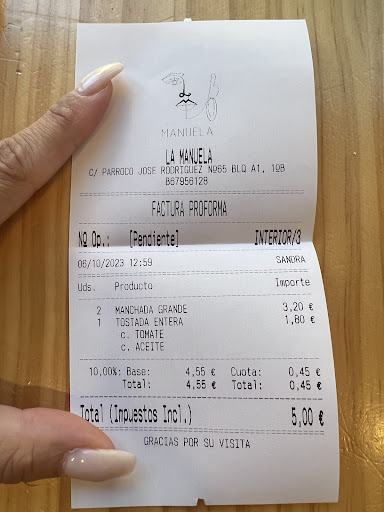 MANUELA
LA MANUELA
C/ PARROCO JOSE RODRIGUEZ Nº65 BLQ A1, 1ºB
B67956128
FACTURA PROFORMA
Nº Op.: [Pendiente] INTERIOR/3
06/10/2023 12:59 SANDRA
Uds. Producto Importe
2 MANCHADA GRANDE 3,20 €
1 TOSTADA ENTERA 1,80 €
c. TOMATE
c. ACEITE
10,00%: Base: 4,55 € Cuota: 0,45 €
Total: 4,55 € Total: 0,45 €
Total (Impuestos Incl.) 5,00 €
GRACIAS POR SU VISITA